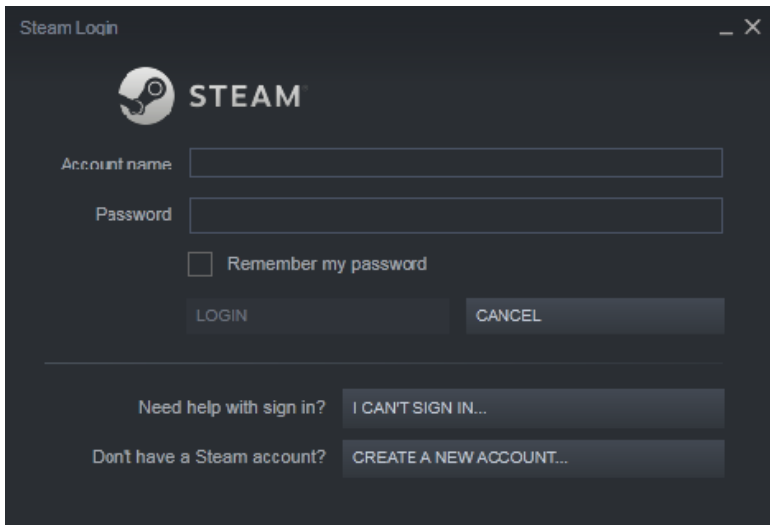 Steam Login
STEAM
Account name
Password
Remember my password
LOGIN
CANCEL
Need help with sign in?
I CAN'T SIGN IN...
Don't have a Steam account?
CREATE A NEW ACCOUNT...